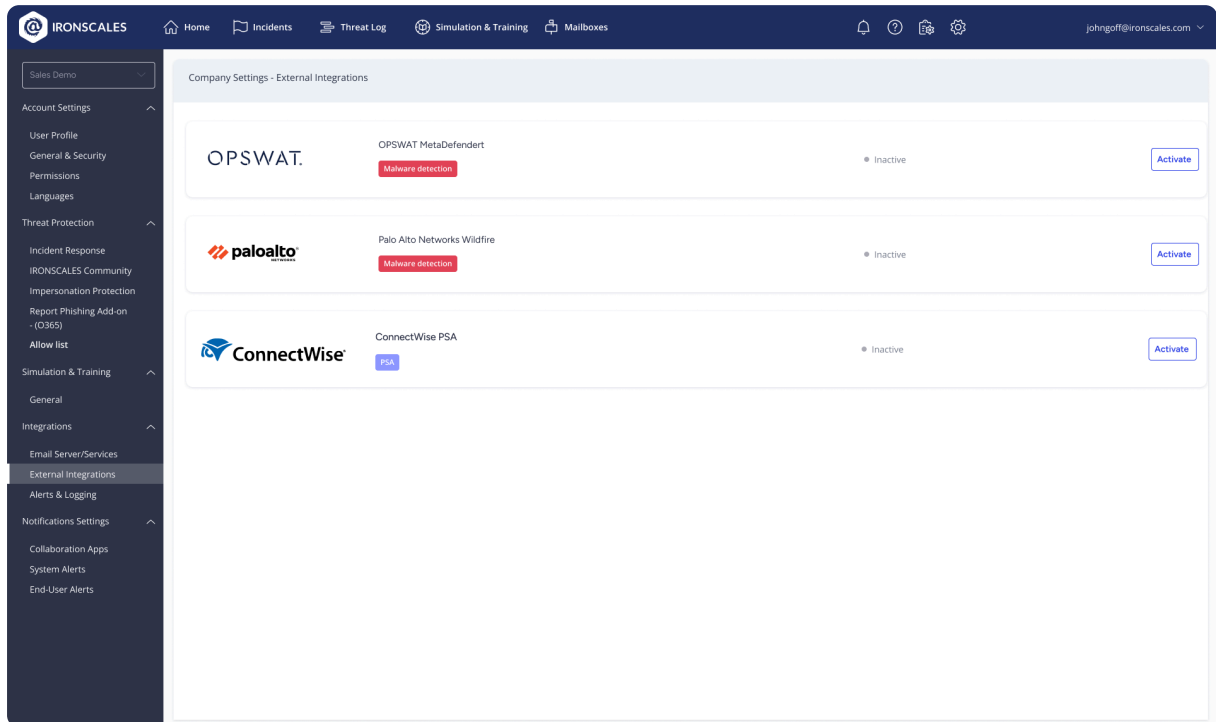 IRONSCALES
Home
Incidents
Threat Log
Simulation & Training
Mailboxes
johngoff@ironscales.com
Sales Demo
Account Settings
User Profile
General & Security
Permissions
Languages
Threat Protection
Incident Response
IRONSCALES Community
Impersonation Protection
Report Phishing Add-on
- (O365)
Allow list
Simulation & Training
General
Integrations
Email Server/Services
External Integrations
Alerts & Logging
Notifications Settings
Collaboration Apps
System Alerts
End-User Alerts
Company Settings - External Integrations
OPSWAT.
OPSWAT MetaDefendert
Malware detection
Inactive
Activate
paloalto
NETWORKS
Palo Alto Networks Wildfire
Malware detection
Inactive
Activate
ConnectWise
ConnectWise PSA
PSA
Inactive
Activate